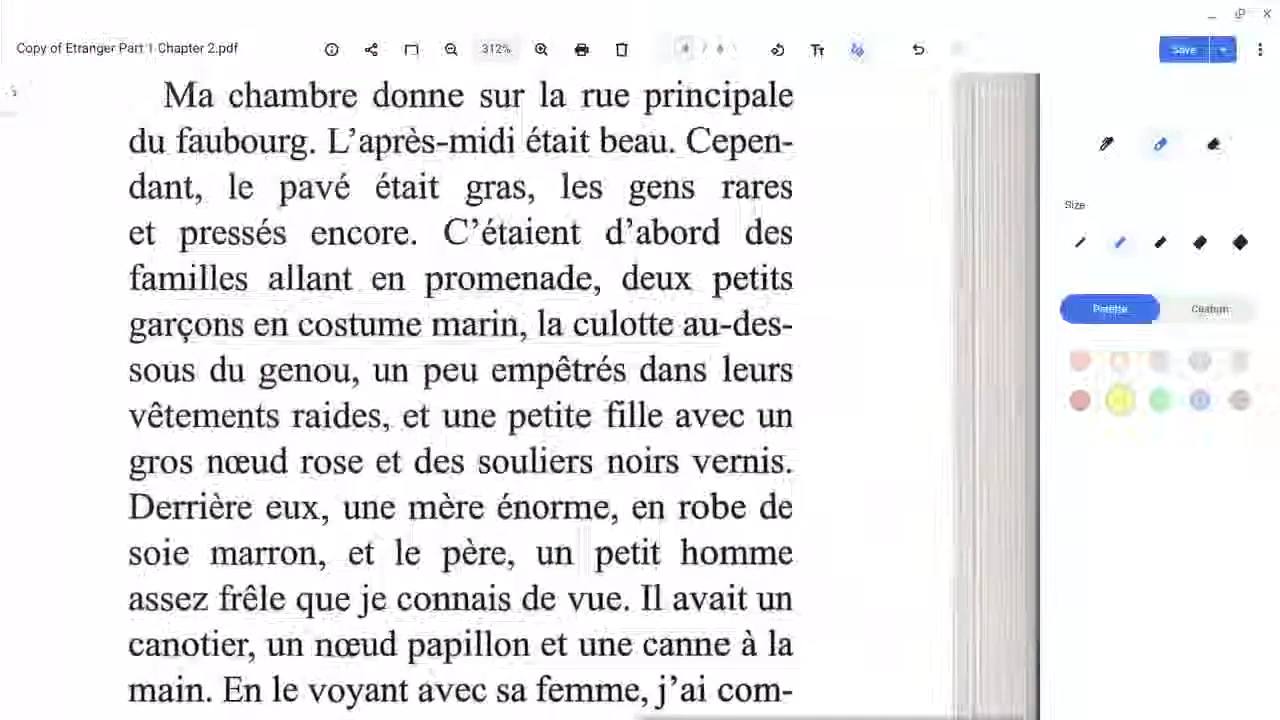 Copy of Etranger Part 1 Chapter 2.pdf
312%
Tt
Save
Ma chambre donne sur la rue principale
du faubourg. L’après-midi était beau. Cepen-
dant, le pavé était gras, les gens rares
et pressés encore. C’étaient d’abord des
familles allant en promenade, deux petits
garçons en costume marin, la culotte au-des-
sous du genou, un peu empêtrés dans leurs
vêtements raides, et une petite fille avec un
gros nœud rose et des souliers noirs vernis.
Derrière eux, une mère énorme, en robe de
soie marron, et le père, un petit homme
assez frêle que je connais de vue. Il avait un
canotier, un nœud papillon et une canne à la
main. En le voyant avec sa femme, j’ai com-
Size
Palette
Custom